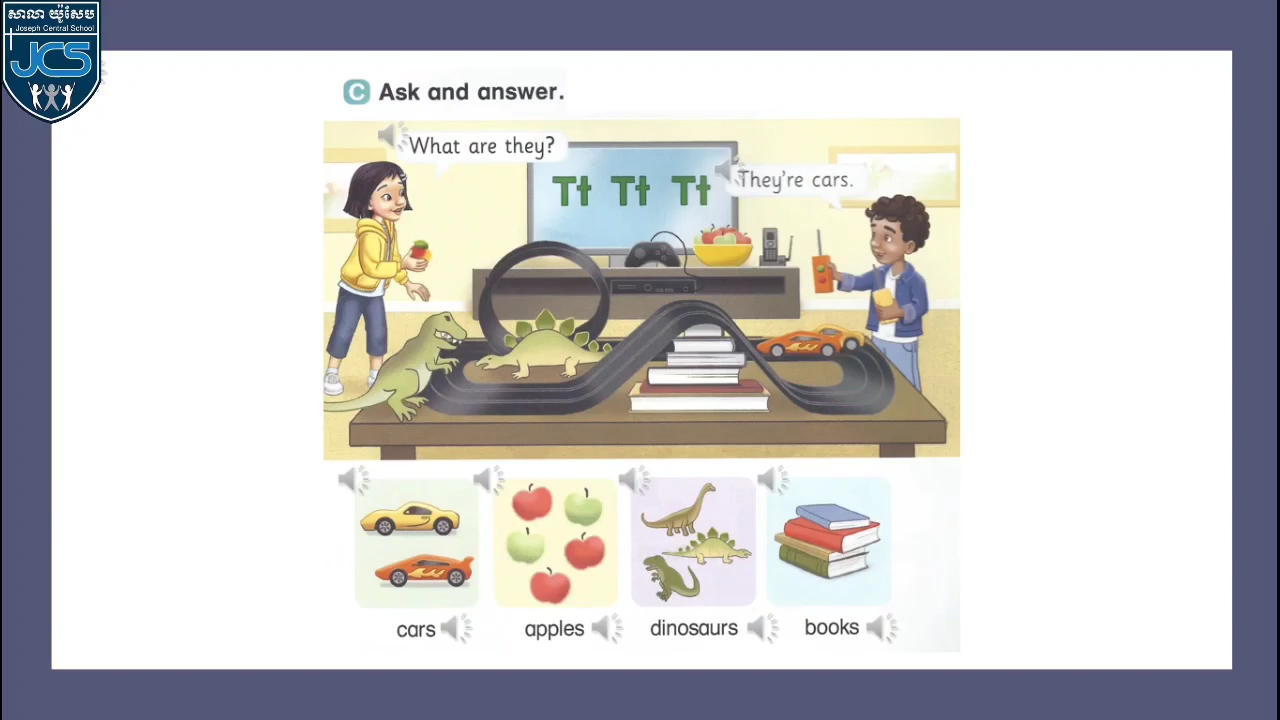 សាលា យ៉ូសែប
Joseph Central School
JCS
C Ask and answer.
What are they?
They're cars.
Tt Tt Tt
cars
apples
dinosaurs
books